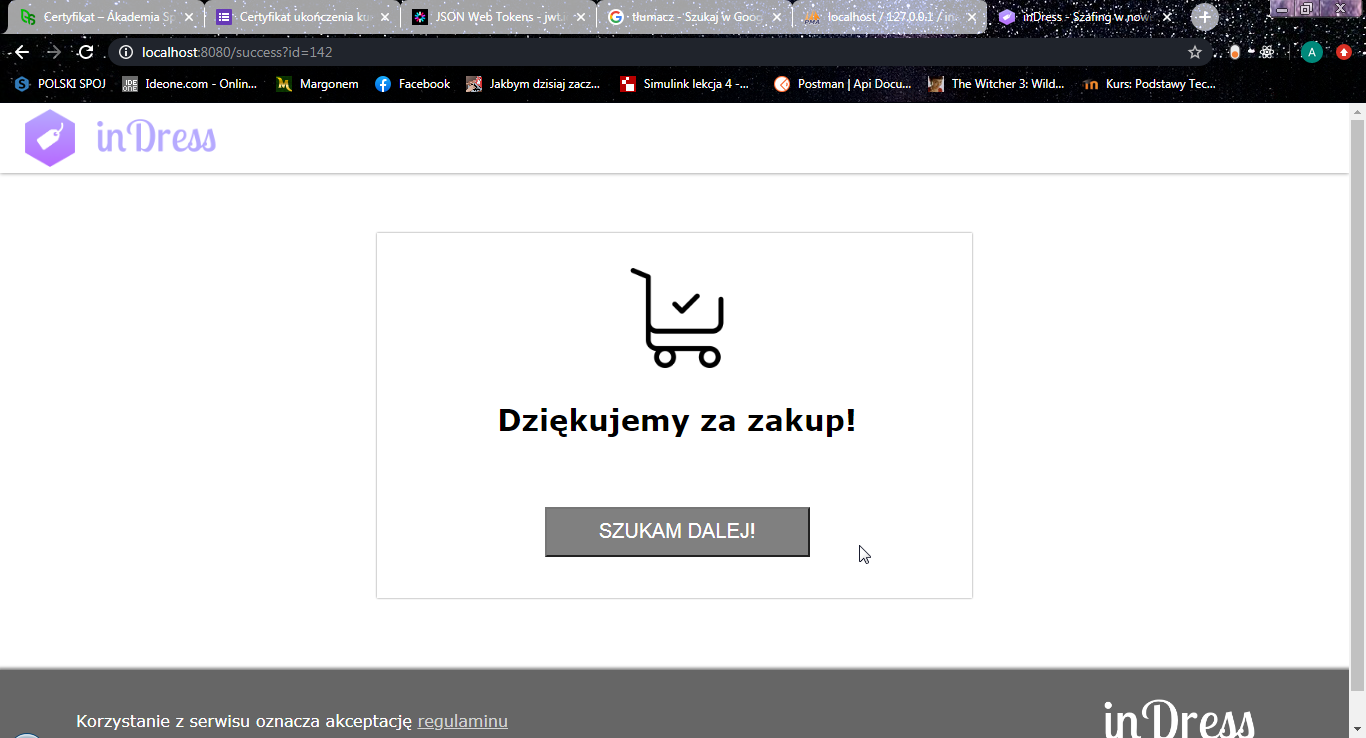 Certyfikat – Akademia Sp
Certyfikat ukończenia ku
JSON Web Tokens - jwt.i
tłumacz - Szukaj w Goog
localhost / 127.0.0.1 / in
inDress - Szafing w now
localhost:8080/success?id=142
A
POLSKI SPOJ
Ideone.com - Onlin...
Margonem
Facebook
Jakbym dzisiaj zacz...
Simulink lekcja 4 -...
Postman | Api Docu...
The Witcher 3: Wild...
Kurs: Podstawy Tec...
inDress
Dziękujemy za zakup!
SZUKAM DALEJ!
Korzystanie z serwisu oznacza akceptację regulaminu
inDress